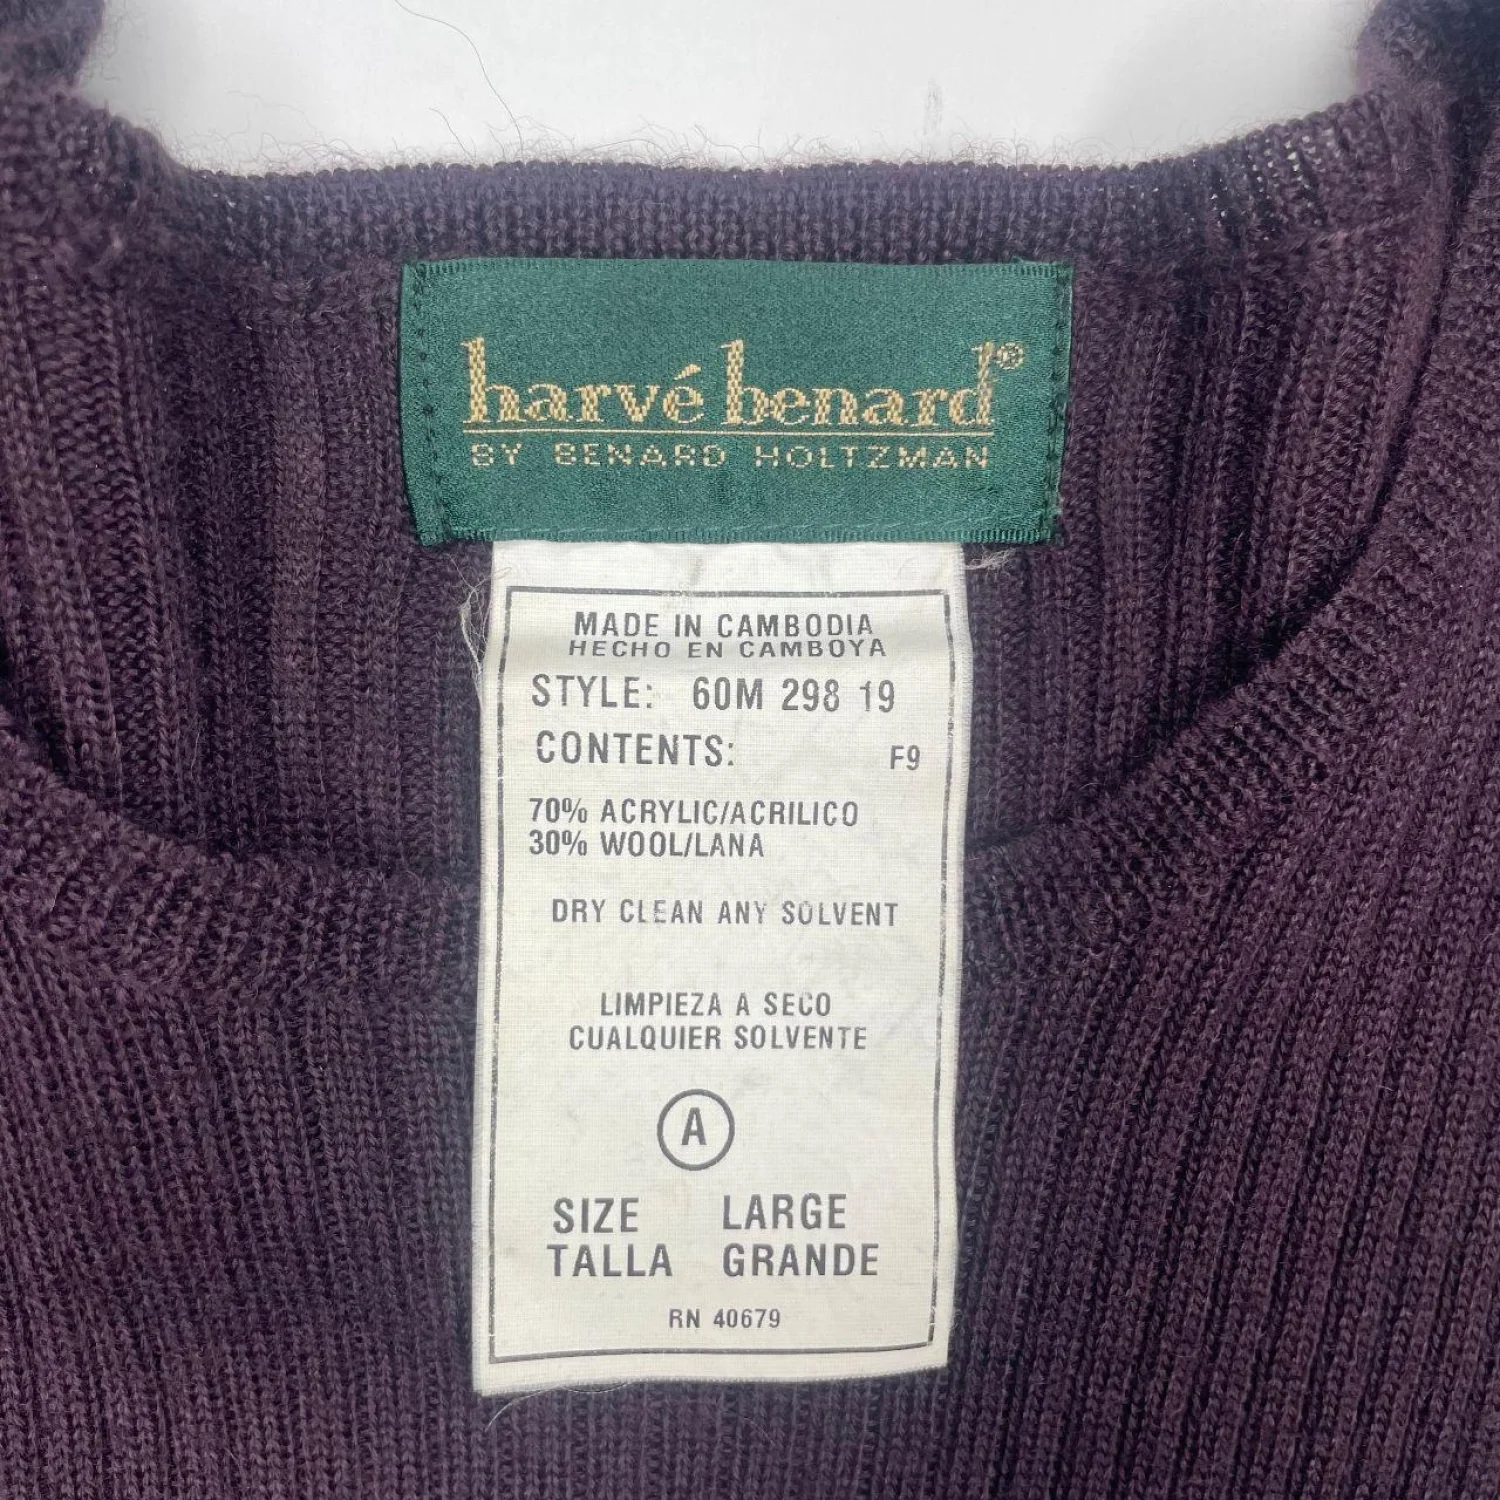 harvé benard®
BY BENARD HOLTZMAN
MADE IN CAMBODIA
HECHO EN CAMBOYA
STYLE: 60M 298 19
CONTENTS: F9
70% ACRYLIC/ACRILICO
30% WOOL/LANA
DRY CLEAN ANY SOLVENT
LIMPIEZA A SECO
CUALQUIER SOLVENTE
A
SIZE LARGE
TALLA GRANDE
RN 40679